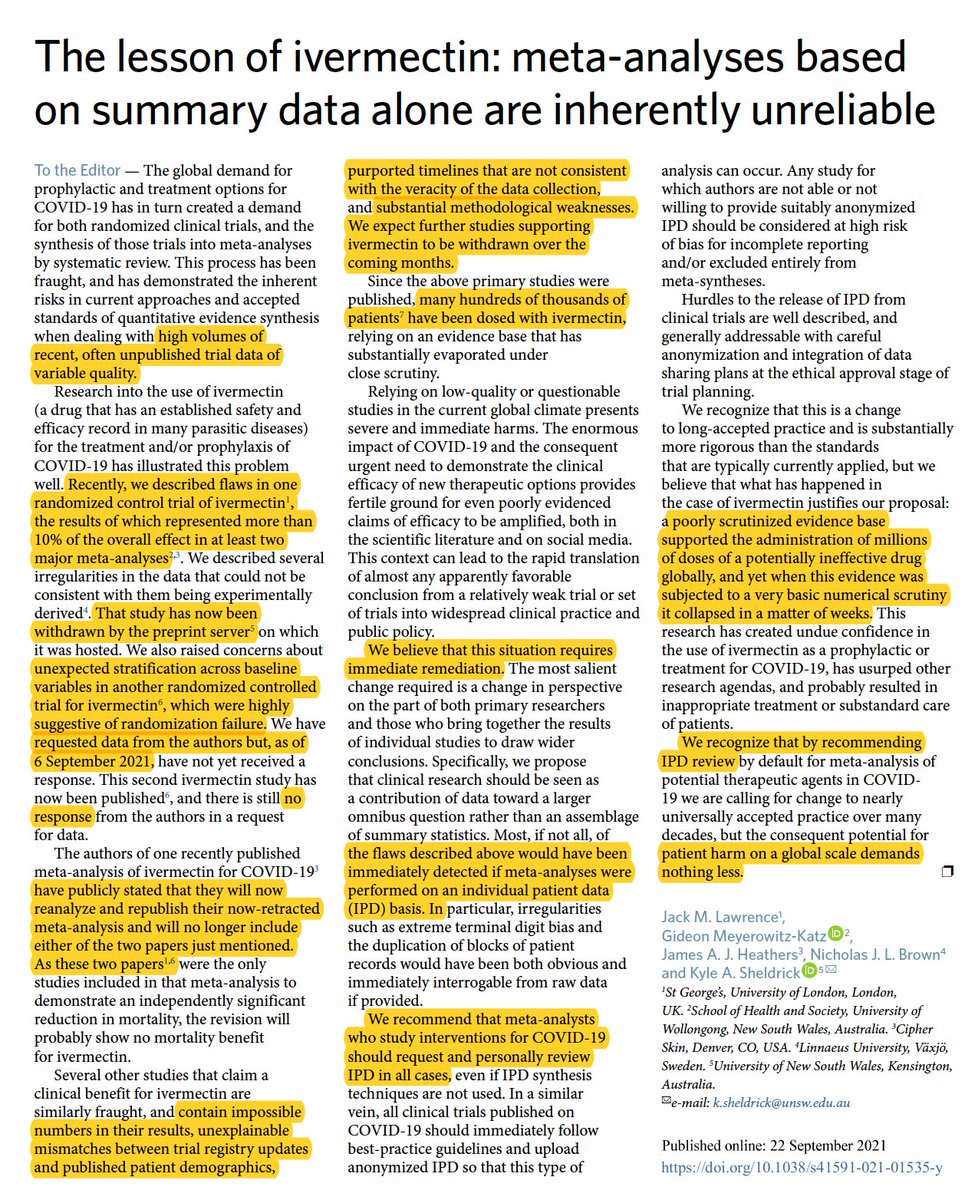 The lesson of ivermectin: meta-analyses based
on summary data alone are inherently unreliable
To the Editor — The global demand for
prophylactic and treatment options for
COVID-19 has in turn created a demand
for both randomized clinical trials, and the
synthesis of those trials into meta-analyses
by systematic review. This process has been
fraught, and has demonstrated the inherent
risks in current approaches and accepted
standards of quantitative evidence synthesis
when dealing with high volumes of
recent, often unpublished trial data of
variable quality.
Research into the use of ivermectin
(a drug that has an established safety and
efficacy record in many parasitic diseases)
for the treatment and/or prophylaxis of
COVID-19 has illustrated this problem
well. Recently, we described flaws in one
randomized control trial of ivermectin1,
the results of which represented more than
10% of the overall effect in at least two
major meta-analyses2,3. We described several
irregularities in the data that could not be
consistent with them being experimentally
derived4. That study has now been
withdrawn by the preprint server5 on which
it was hosted. We also raised concerns about
unexpected stratification across baseline
variables in another randomized controlled
trial for ivermectin6, which were highly
suggestive of randomization failure. We have
requested data from the authors but, as of
6 September 2021, have not yet received a
response. This second ivermectin study has
now been published6, and there is still no
response from the authors in a request
for data.
The authors of one recently published
meta-analysis of ivermectin for COVID-193
have publicly stated that they will now
reanalyze and republish their now-retracted
meta-analysis and will no longer include
either of the two papers just mentioned.
As these two papers1,6 were the only
studies included in that meta-analysis to
demonstrate an independently significant
reduction in mortality, the revision will
probably show no mortality benefit
for ivermectin.
Several other studies that claim a
clinical benefit for ivermectin are
similarly fraught, and contain impossible
numbers in their results, unexplainable
mismatches between trial registry updates
and published patient demographics,
purported timelines that are not consistent
with the veracity of the data collection,
and substantial methodological weaknesses.
We expect further studies supporting
ivermectin to be withdrawn over the
coming months.
Since the above primary studies were
published, many hundreds of thousands of
patients7 have been dosed with ivermectin,
relying on an evidence base that has
substantially evaporated under
close scrutiny.
Relying on low-quality or questionable
studies in the current global climate presents
severe and immediate harms. The enormous
impact of COVID-19 and the consequent
urgent need to demonstrate the clinical
efficacy of new therapeutic options provides
fertile ground for even poorly evidenced
claims of efficacy to be amplified, both in
the scientific literature and on social media.
This context can lead to the rapid translation
of almost any apparently favorable
conclusion from a relatively weak trial or set
of trials into widespread clinical practice and
public policy.
We believe that this situation requires
immediate remediation. The most salient
change required is a change in perspective
on the part of both primary researchers
and those who bring together the results
of individual studies to draw wider
conclusions. Specifically, we propose
that clinical research should be seen as
a contribution of data toward a larger
omnibus question rather than an assemblage
of summary statistics. Most, if not all, of
the flaws described above would have been
immediately detected if meta-analyses were
performed on an individual patient data
(IPD) basis. In particular, irregularities
such as extreme terminal digit bias and
the duplication of blocks of patient
records would have been both obvious and
immediately interrogable from raw data
if provided.
We recommend that meta-analysts
who study interventions for COVID-19
should request and personally review
IPD in all cases, even if IPD synthesis
techniques are not used. In a similar
vein, all clinical trials published on
COVID-19 should immediately follow
best-practice guidelines and upload
anonymized IPD so that this type of
analysis can occur. Any study for
which authors are not able or not
willing to provide suitably anonymized
IPD should be considered at high risk
of bias for incomplete reporting
and/or excluded entirely from
meta-syntheses.
Hurdles to the release of IPD from
clinical trials are well described, and
generally addressable with careful
anonymization and integration of data
sharing plans at the ethical approval stage of
trial planning.
We recognize that this is a change
to long-accepted practice and is substantially
more rigorous than the standards
that are typically currently applied, but we
believe that what has happened in
the case of ivermectin justifies our proposal:
a poorly scrutinized evidence base
supported the administration of millions
of doses of a potentially ineffective drug
globally, and yet when this evidence was
subjected to a very basic numerical scrutiny
it collapsed in a matter of weeks. This
research has created undue confidence in
the use of ivermectin as a prophylactic or
treatment for COVID-19, has usurped other
research agendas, and probably resulted in
inappropriate treatment or substandard care
of patients.
We recognize that by recommending
IPD review by default for meta-analysis of
potential therapeutic agents in COVID-
19 we are calling for change to nearly
universally accepted practice over many
decades, but the consequent potential for
patient harm on a global scale demands
nothing less.
Jack M. Lawrence1,
Gideon Meyerowitz-Katz iD 2,
James A. J. Heathers3, Nicholas J. L. Brown4
and Kyle A. Sheldrick iD 5
1St George's, University of London, London,
UK. 2School of Health and Society, University of
Wollongong, New South Wales, Australia. 3Cipher
Skin, Denver, CO, USA. 4Linnaeus University, Växjö,
Sweden. 5University of New South Wales, Kensington,
Australia.
e-mail: k.sheldrick@unsw.edu.au
Published online: 22 September 2021
https://doi.org/10.1038/s41591-021-01535-y